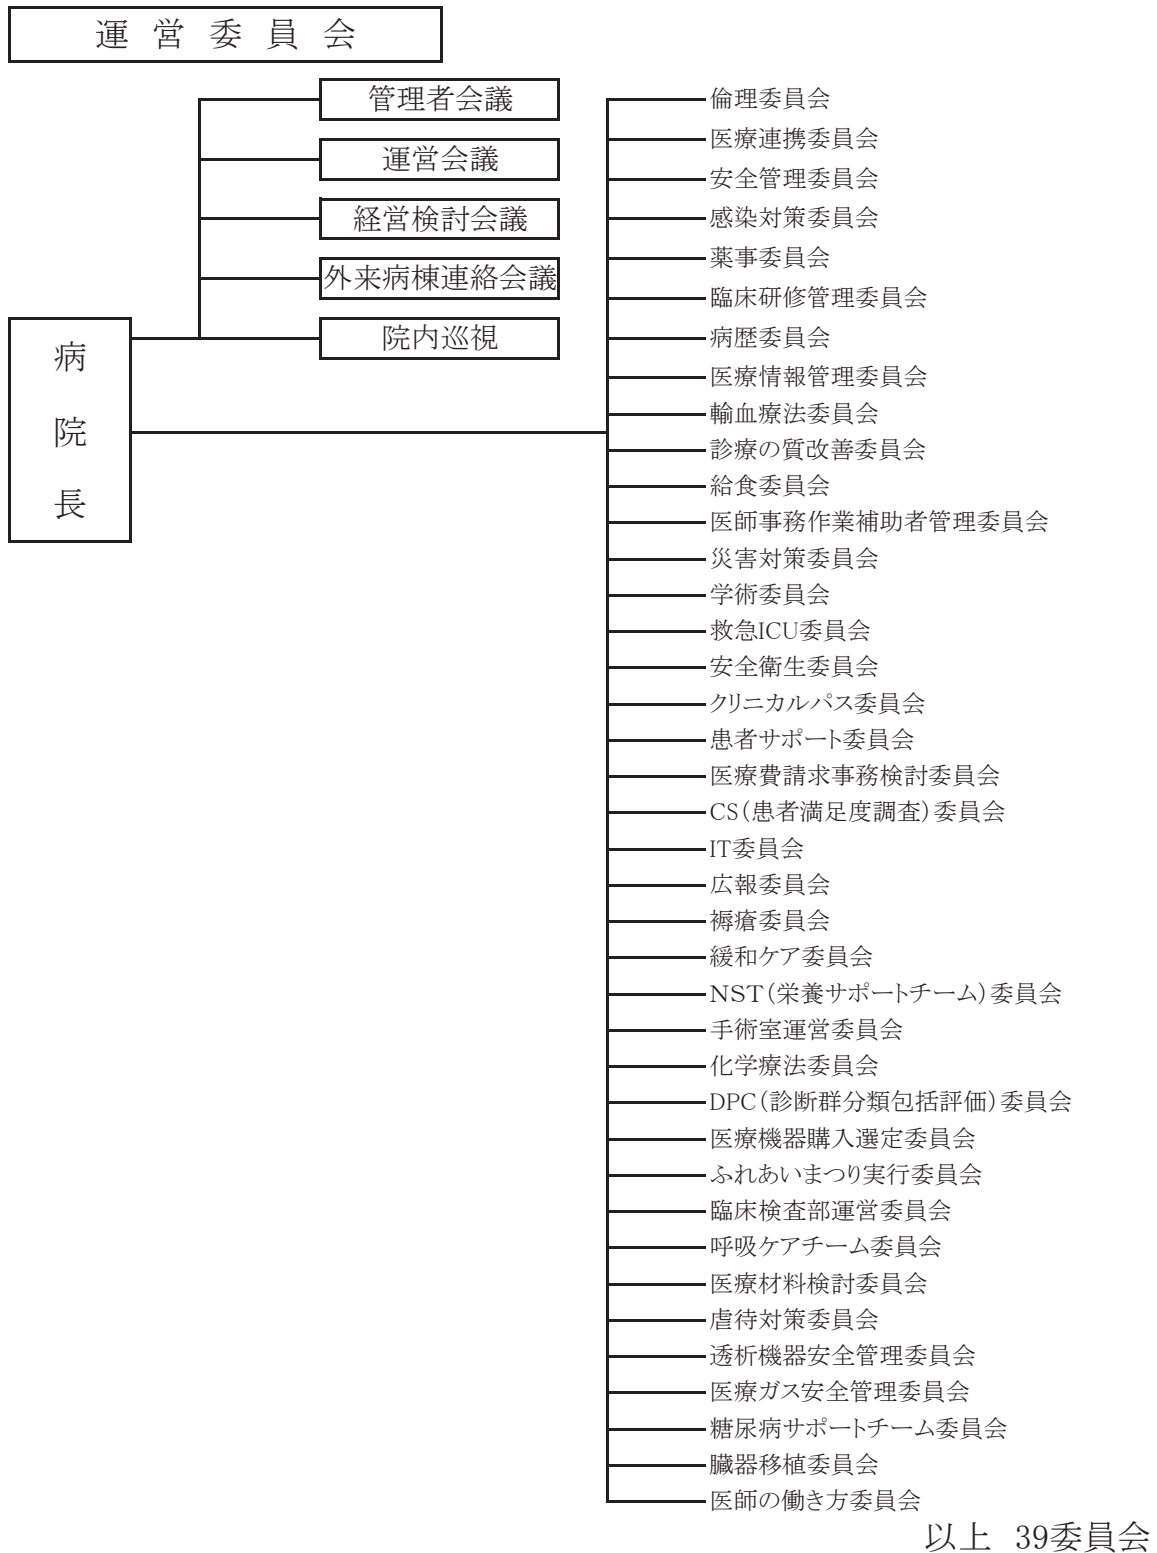 運営委員会
管理者会議
運営会議
経営検討会議
外来病棟連絡会議
院内巡視
病
院
長
倫理委員会
医療連携委員会
安全管理委員会
感染対策委員会
薬事委員会
臨床研修管理委員会
病歴委員会
医療情報管理委員会
輸血療法委員会
診療の質改善委員会
給食委員会
医師事務作業補助者管理委員会
災害対策委員会
学術委員会
救急ICU委員会
安全衛生委員会
クリニカルパス委員会
患者サポート委員会
医療費請求事務検討委員会
CS（患者満足度調査）委員会
IT委員会
広報委員会
褥瘡委員会
緩和ケア委員会
NST（栄養サポートチーム）委員会
手術室運営委員会
化学療法委員会
DPC（診断群分類包括評価）委員会
医療機器購入選定委員会
ふれあいまつり実行委員会
臨床検査部運営委員会
呼吸ケアチーム委員会
医療材料検討委員会
虐待対策委員会
透析機器安全管理委員会
医療ガス安全管理委員会
糖尿病サポートチーム委員会
臓器移植委員会
医師の働き方委員会
以上　39委員会